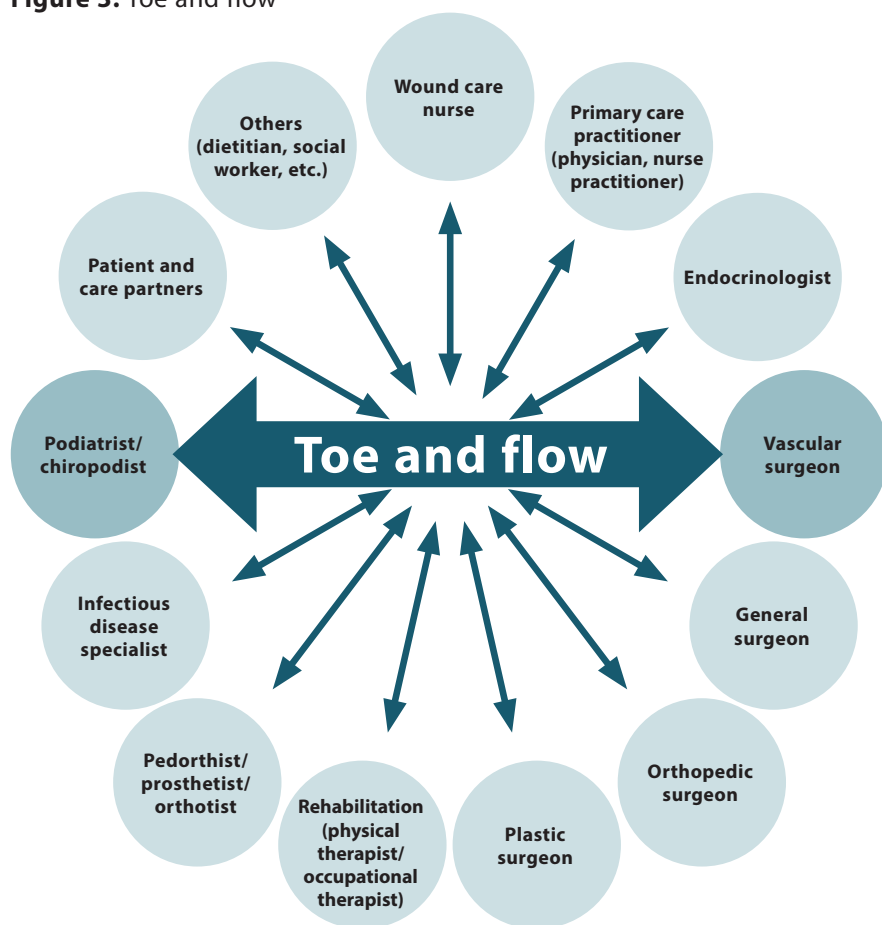 Figure 3. Toe and flow
Wound care
nurse
Primary care
practitioner
(physician, nurse
practitioner)
Others
(dietitian, social
worker, etc.)
Endocrinologist
Patient and
care partners
Podiatrist/
chiropodist
Toe and flow
Vascular
surgeon
Infectious
disease
specialist
General
surgeon
Pedorthist/
prosthetist/
orthotist
Orthopedic
surgeon
Rehabilitation
(physical
therapist/
occupational
therapist)
Plastic
surgeon